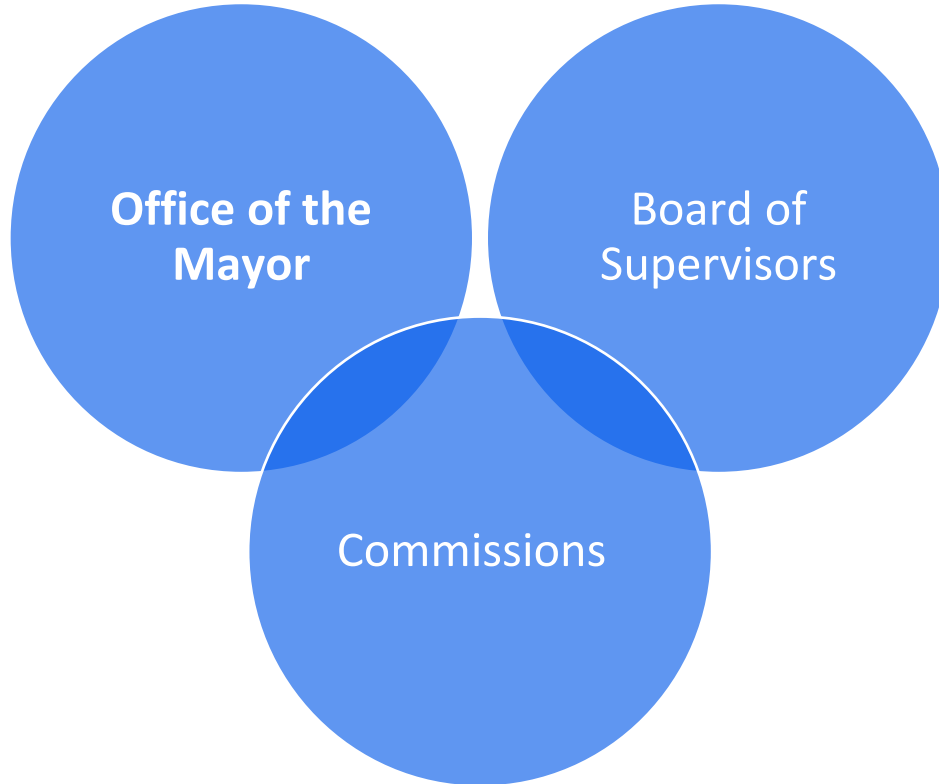 Office of the
Mayor
Board of
Supervisors
Commissions